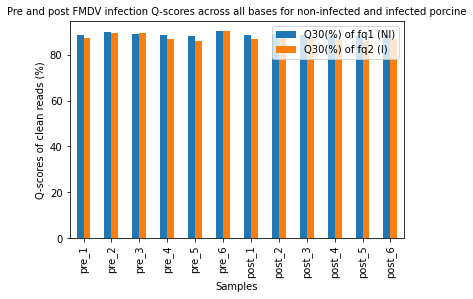 Pre and post FMDV infection Q-scores across all bases for non-infected and infected porcine
Q30(%) of fq1 (NI)
Q30(%) of fq2 (I)
Q-scores of clean reads (%)
80
60
40
20
0
pre_1
pre_2
pre_3
pre_4
pre_5
pre_6
post_1
post_2
post_3
post_4
post_5
post_6
Samples